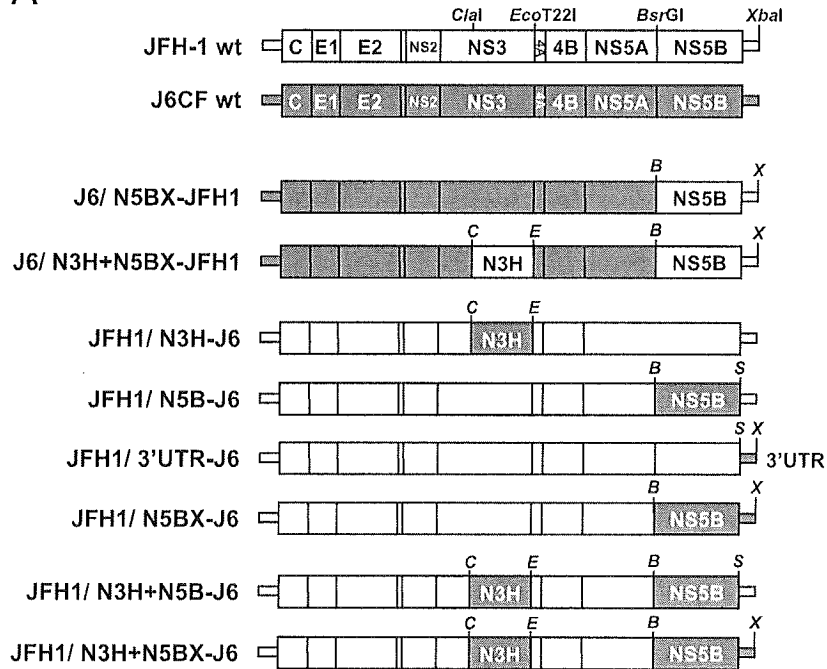 ClaI EcoT22I BsrGI XbaI
JFH-1 wt C E1 E2 NS2 NS3 4A 4B NS5A NS5B
J6CF wt C E1 E2 NS2 NS3 4A 4B NS5A NS5B
B X
J6/ N5BX-JFH1 NS5B
C E B X
J6/ N3H+N5BX-JFH1 N3H NS5B
C E
JFH1/ N3H-J6 N3H
B S
JFH1/ N5B-J6 NS5B
S X
JFH1/ 3'UTR-J6 3'UTR
B X
JFH1/ N5BX-J6 NS5B
C E B S
JFH1/ N3H+N5B-J6 N3H NS5B
C E B X
JFH1/ N3H+N5BX-J6 N3H NS5B